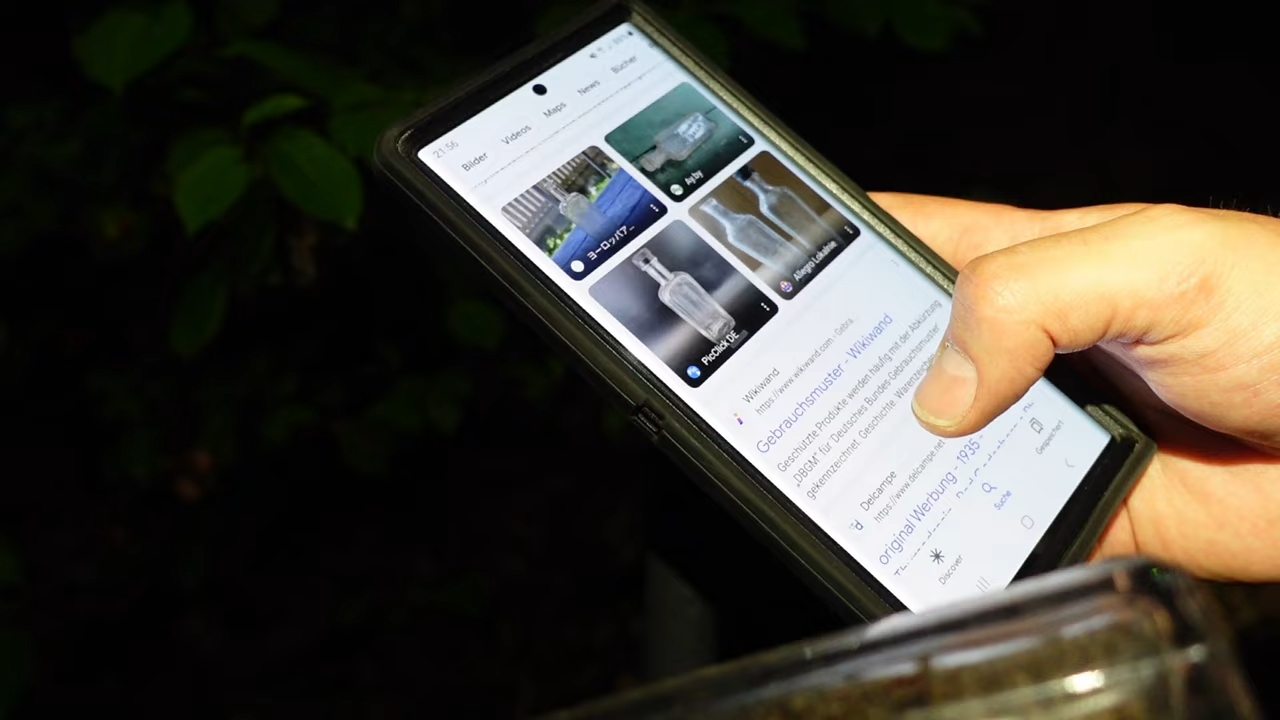 21:56
Bilder Videos Maps News Bücher
ヨーロッパア_
Ay.by
PicClick DE
Allegro Lokalnie
Wikiwand
https://www.wikiwand.com › Gebra...
Gebrauchsmuster - Wikiwand
Geschützte Produkte werden häufig mit der Abkürzung
„DBGM" für Deutsches Bundes-Gebrauchsmuster
gekennzeichnet. Geschichte. Warenzeichen
Delcampe
https://www.delcampe.net
original Werbung - 1935 -
Discover Suche Gespeichert